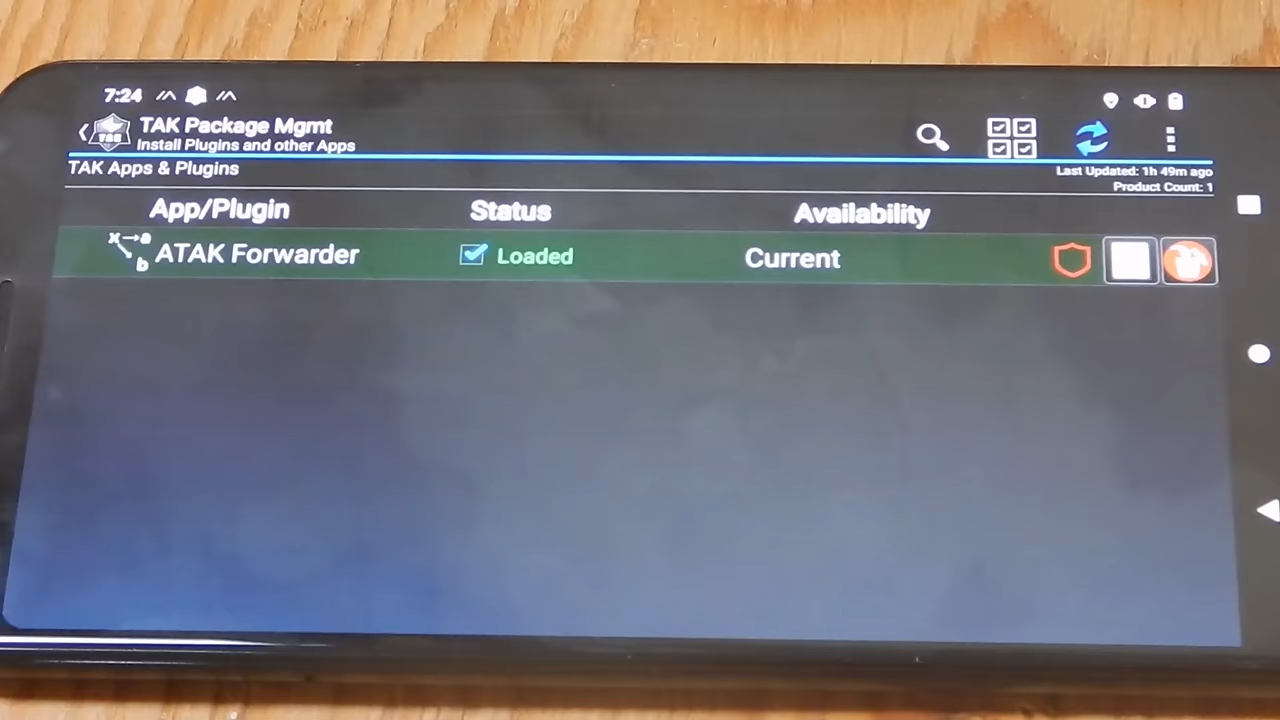 7:24
TAK Package Mgmt
Install Plugins and other Apps
TAK Apps & Plugins
Last Updated: 1h 49m ago
Product Count: 1
App/Plugin Status Availability
x→a b ATAK Forwarder Loaded Current